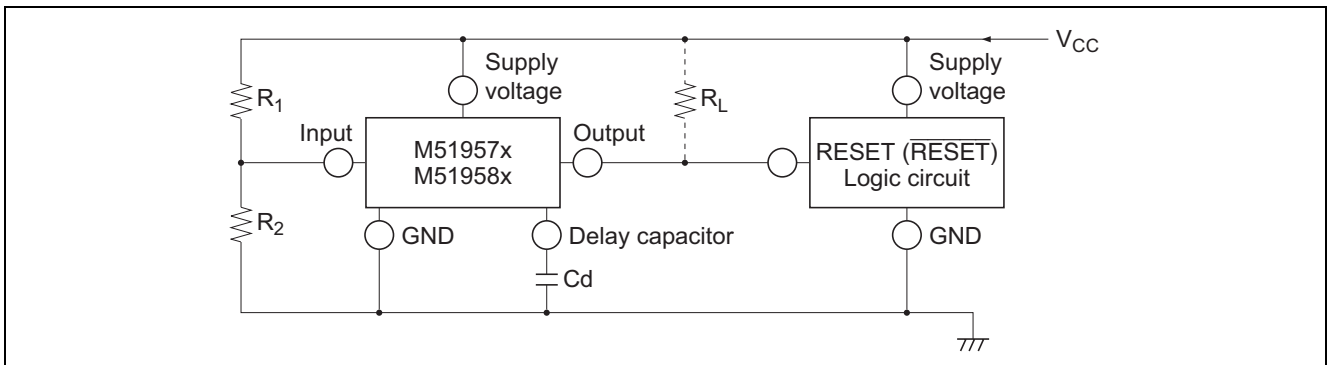 V_CC
Supply
voltage
Supply
voltage
R_1
R_L
Input
Output
M51957x
M51958x
RESET (R̅E̅S̅E̅T̅)
Logic circuit
R_2
GND
Delay capacitor
GND
Cd